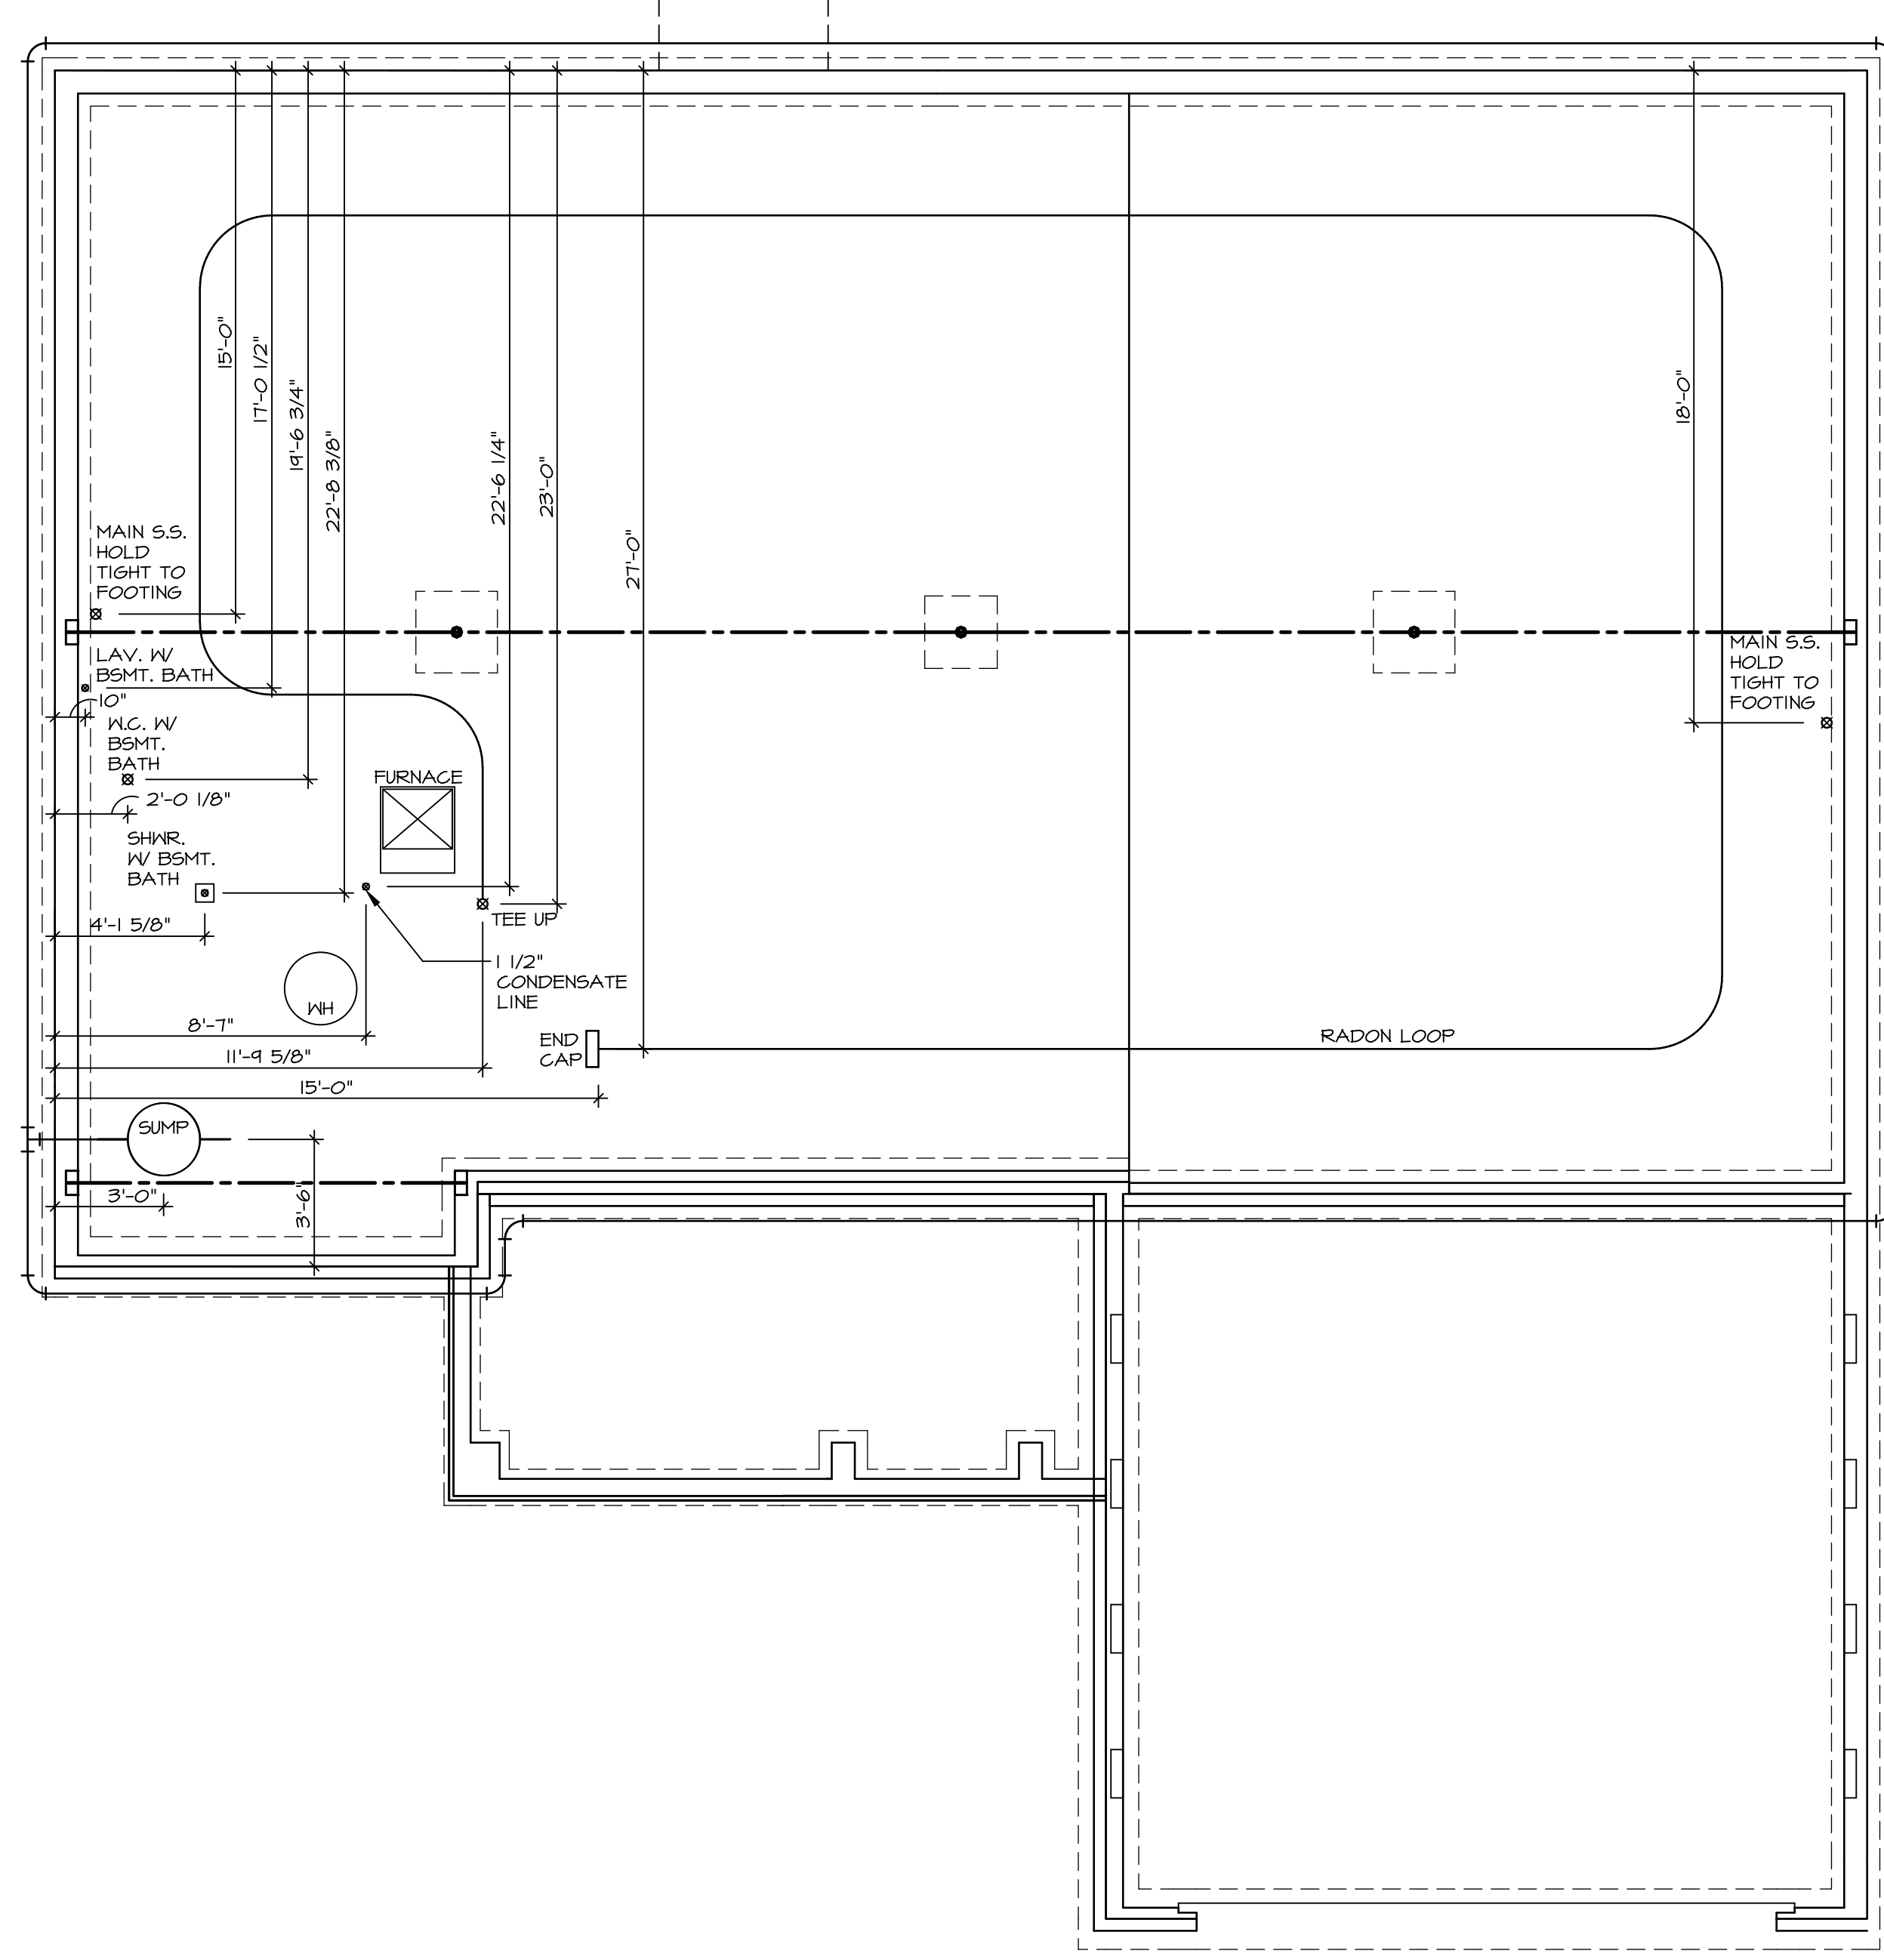 15'-0"
17'-0 1/2"
19'-6 3/4"
22'-8 3/8"
22'-6 1/4"
23'-0"
27'-0"
18'-0"
MAIN S.S.
HOLD
TIGHT TO
FOOTING
LAV. W/
BSMT. BATH
10"
W.C. W/
BSMT.
BATH
2'-0 1/8"
SHWR.
W/ BSMT.
BATH
4'-1 5/8"
FURNACE
TEE UP
1 1/2"
CONDENSATE
LINE
WH
8'-7"
11'-9 5/8"
15'-0"
END
CAP
RADON LOOP
MAIN S.S.
HOLD
TIGHT TO
FOOTING
SUMP
3'-0"
3'-6"